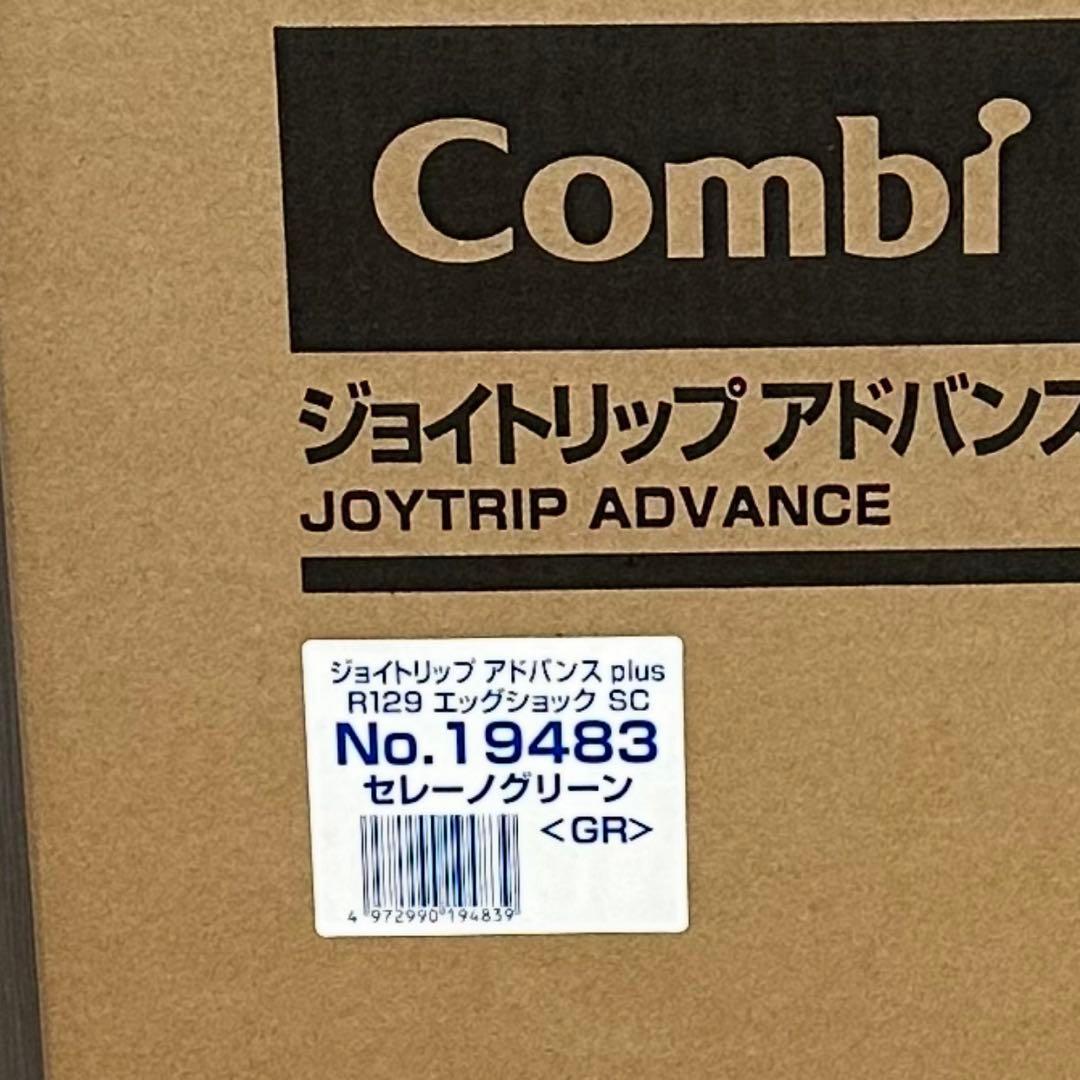 Combi
ジョイトリップ アドバンス
JOYTRIP ADVANCE
ジョイトリップ アドバンス plus
R129 エッグショック SC
No.19483
セレーノグリーン
<GR>
4 972990 194839